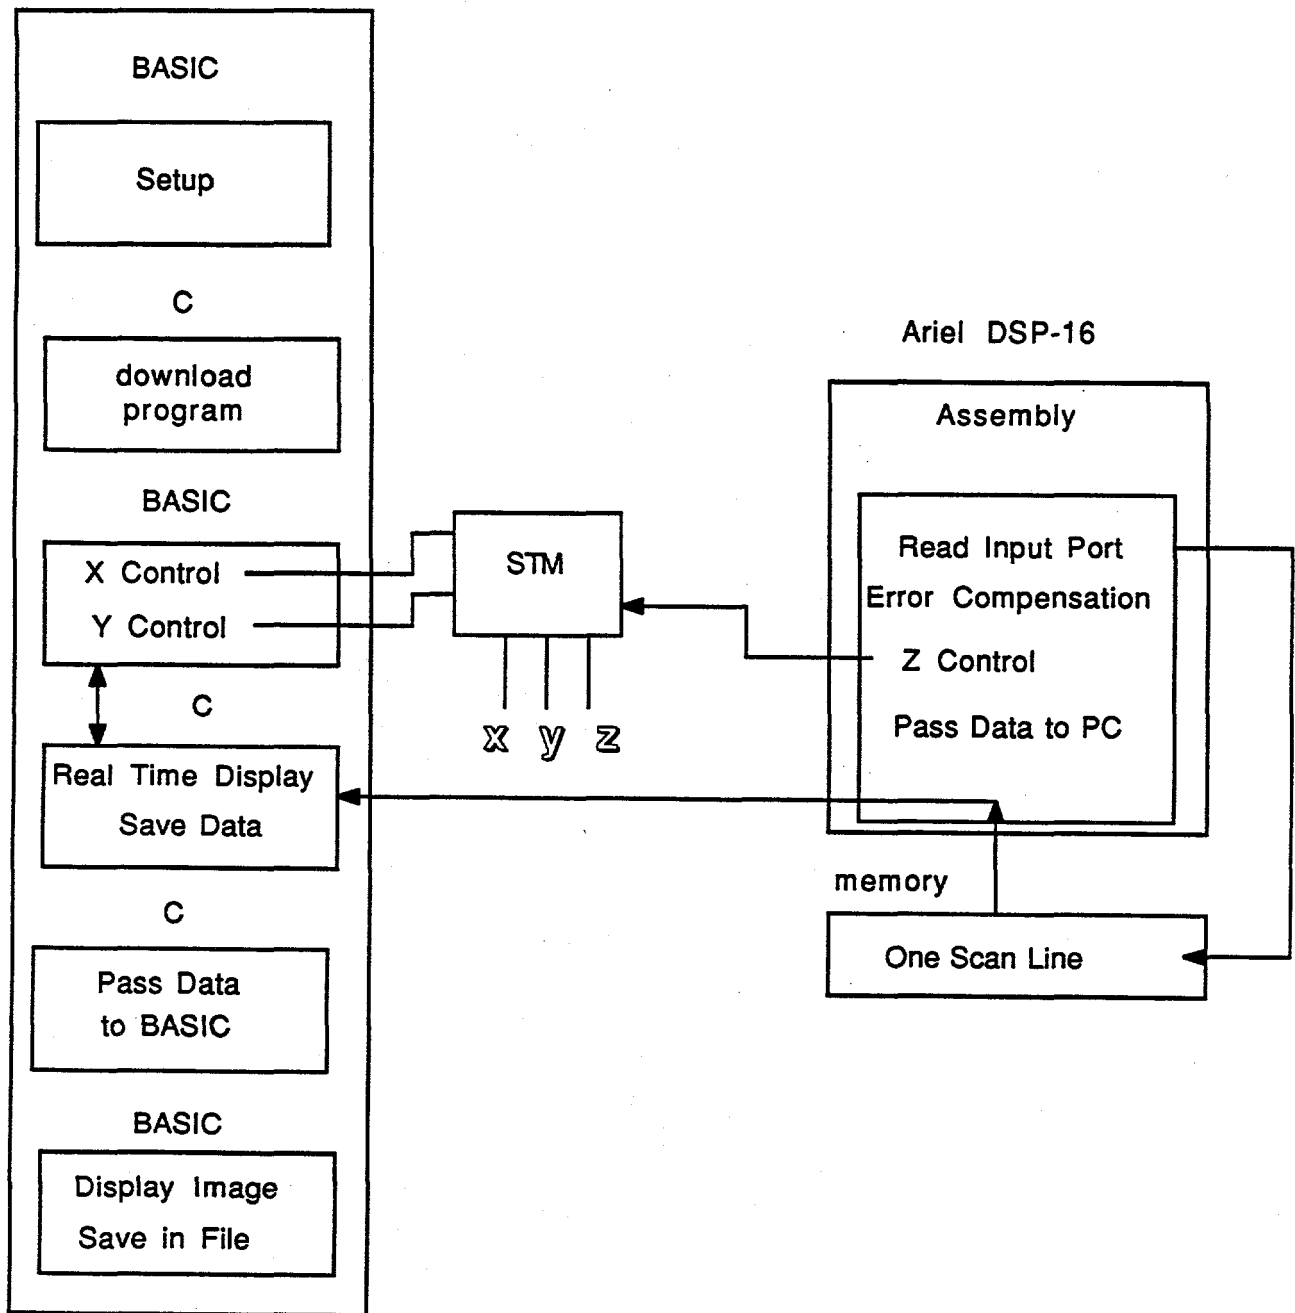 BASIC
Setup
C
download
program
BASIC
X Control
Y Control
C
Real Time Display
Save Data
C
Pass Data
to BASIC
BASIC
Display Image
Save in File
STM
x y z
Ariel DSP-16
Assembly
Read Input Port
Error Compensation
Z Control
Pass Data to PC
memory
One Scan Line